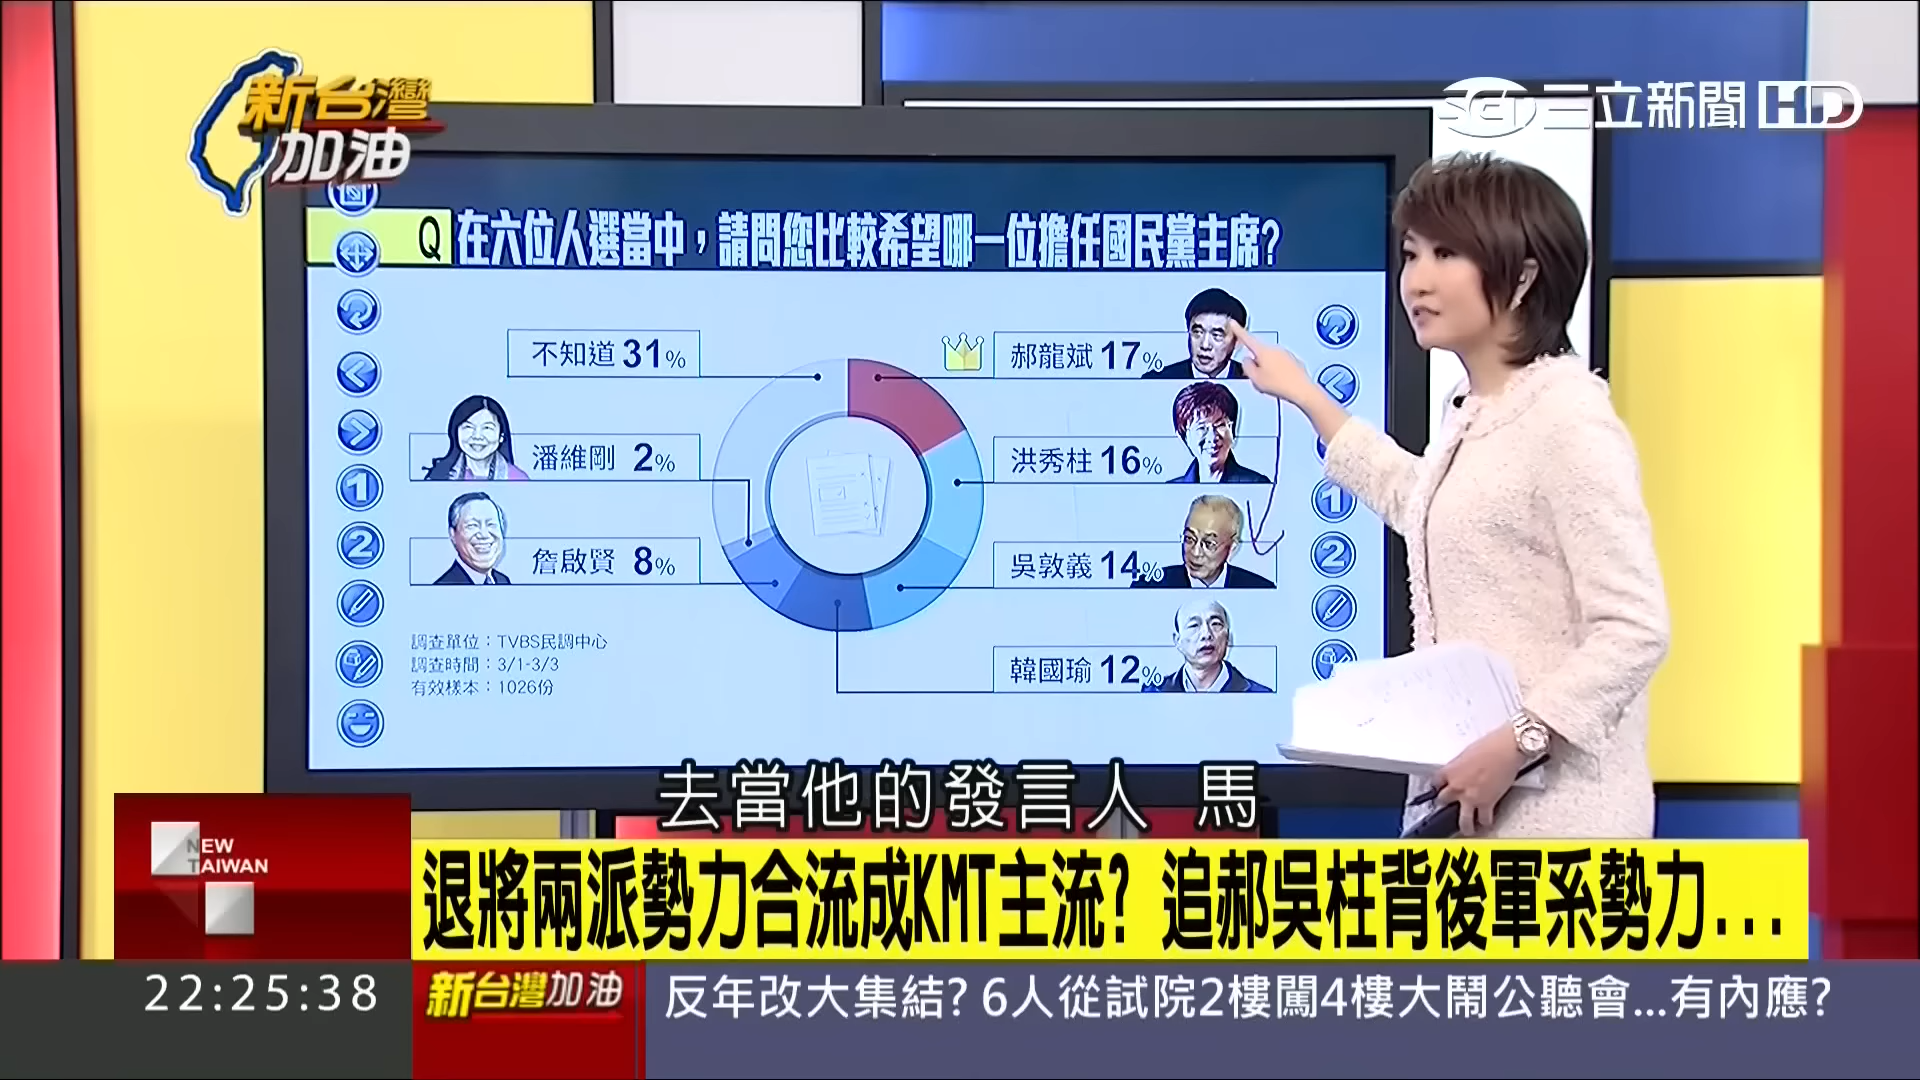 新台灣
加油
SET 三立新聞HD
Q 在六位人選當中，請問您比較希望哪一位擔任國民黨主席?
不知道 31%
郝龍斌 17%
潘維剛 2%
洪秀柱 16%
詹啟賢 8%
吳敦義 14%
韓國瑜 12%
調查單位：TVBS民調中心
調查時間：3/1-3/3
有效樣本：1026份
1
2
1
2
去當他的發言人 馬
NEW
TAIWAN
退將兩派勢力合流成KMT主流? 追郝吳柱背後軍系勢力...
22:25:38
新台灣加油
反年改大集結? 6人從試院2樓闖4樓大鬧公聽會...有內應?